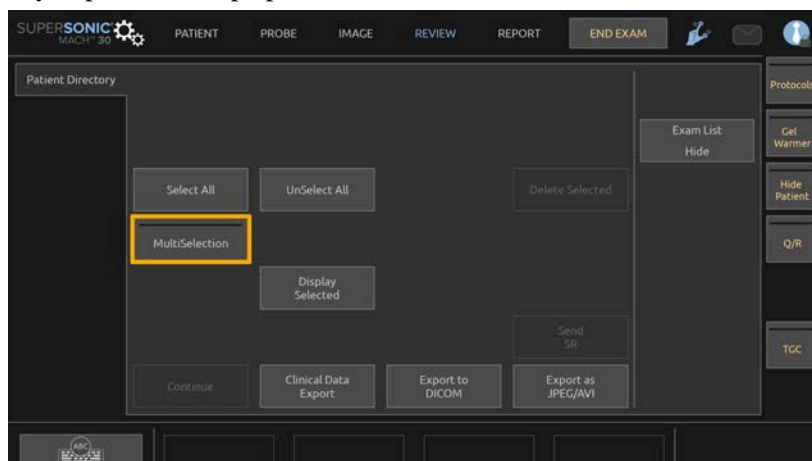 SUPERSONIC
MACH™ 30
PATIENT
PROBE
IMAGE
REVIEW
REPORT
END EXAM
Patient Directory
Protocols
Exam List
Hide
Gel
Warmer
Select All
UnSelect All
Delete Selected
Hide
Patient
MultiSelection
Q/R
Display
Selected
Send
SR
TGC
Continue
Clinical Data
Export
Export to
DICOM
Export as
JPEG/AVI
ABC